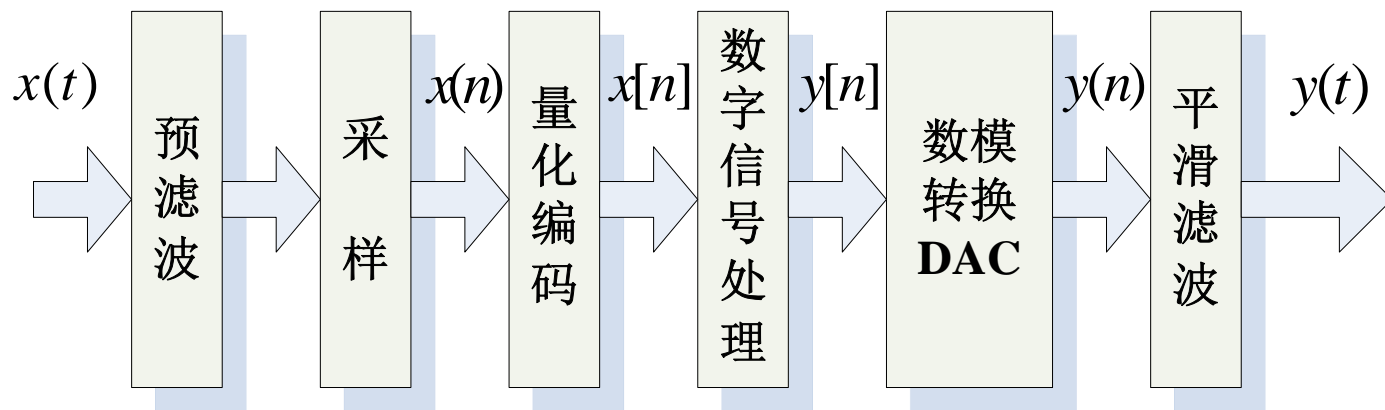 x(t)
预滤波
采样
x(n)
量化编码
x[n]
数字信号处理
y[n]
数模
转换
DAC
y(n)
平滑滤波
y(t)